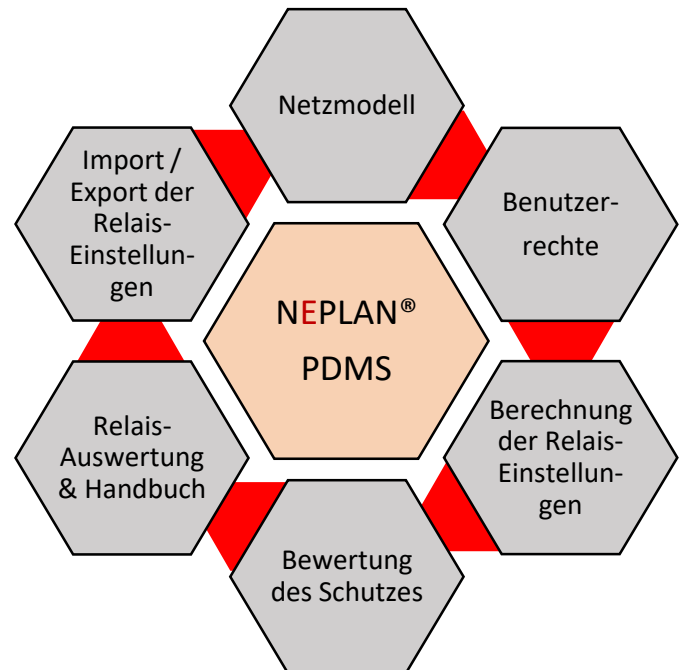 Netzmodell
Import /
Export der
Relais-
Einstellun-
gen
Benutzer-
rechte
NEPLAN®
PDMS
Relais-
Auswertung
& Handbuch
Berechnung
der Relais-
Einstellun-
gen
Bewertung
des Schutzes